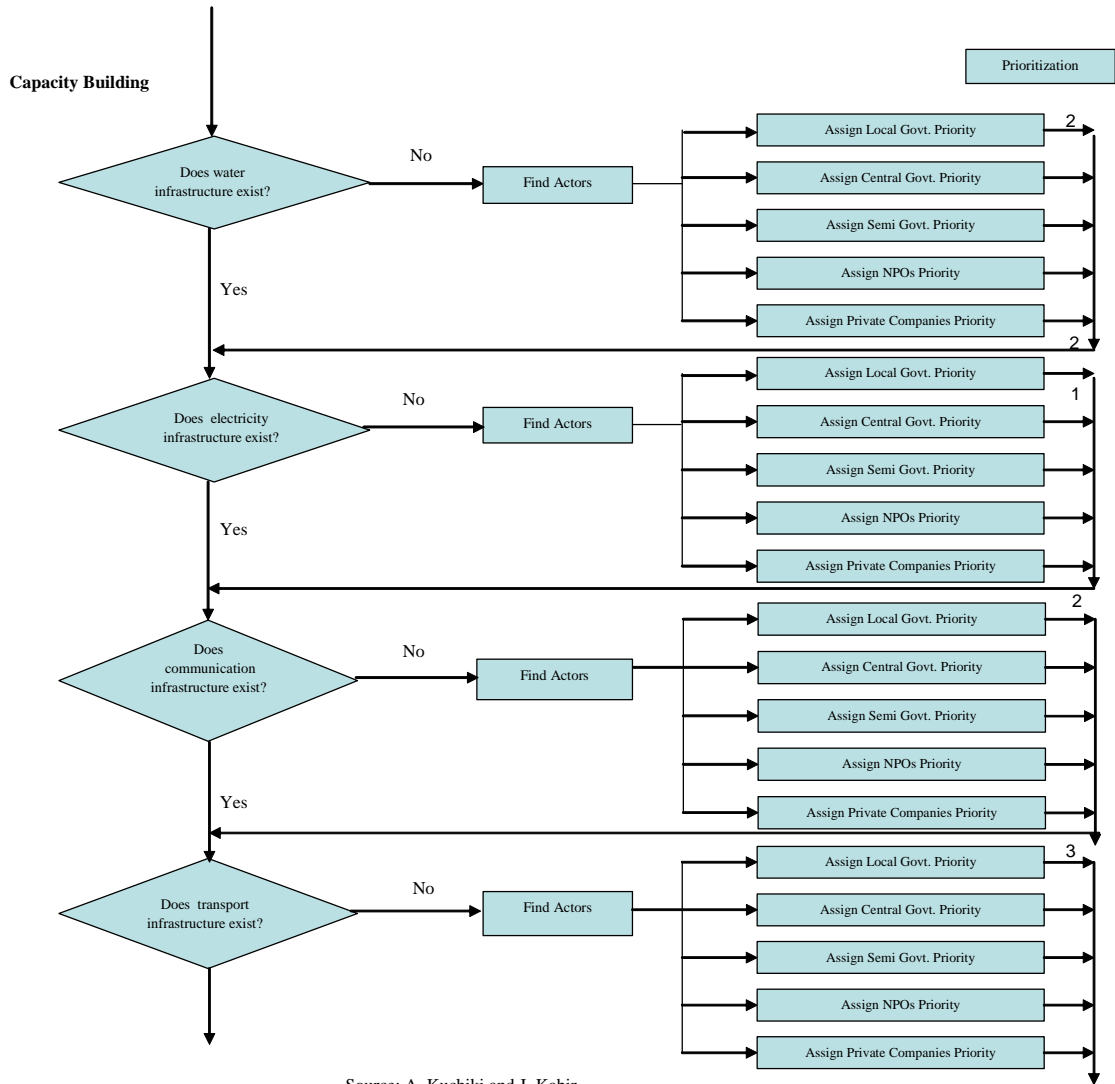 Capacity Building
Prioritization
Does water
infrastructure exist?
No
Find Actors
Assign Local Govt. Priority
2
Assign Central Govt. Priority
Assign Semi Govt. Priority
Assign NPOs Priority
Assign Private Companies Priority
Yes
2
Does electricity
infrastructure exist?
No
Find Actors
Assign Local Govt. Priority
1
Assign Central Govt. Priority
Assign Semi Govt. Priority
Assign NPOs Priority
Assign Private Companies Priority
Yes
Does
communication
infrastructure exist?
No
Find Actors
2
Assign Local Govt. Priority
Assign Central Govt. Priority
Assign Semi Govt. Priority
Assign NPOs Priority
Assign Private Companies Priority
Yes
Does transport
infrastructure exist?
No
Find Actors
3
Assign Local Govt. Priority
Assign Central Govt. Priority
Assign Semi Govt. Priority
Assign NPOs Priority
Assign Private Companies Priority
Source: A. Kuchiki and J. Kabir